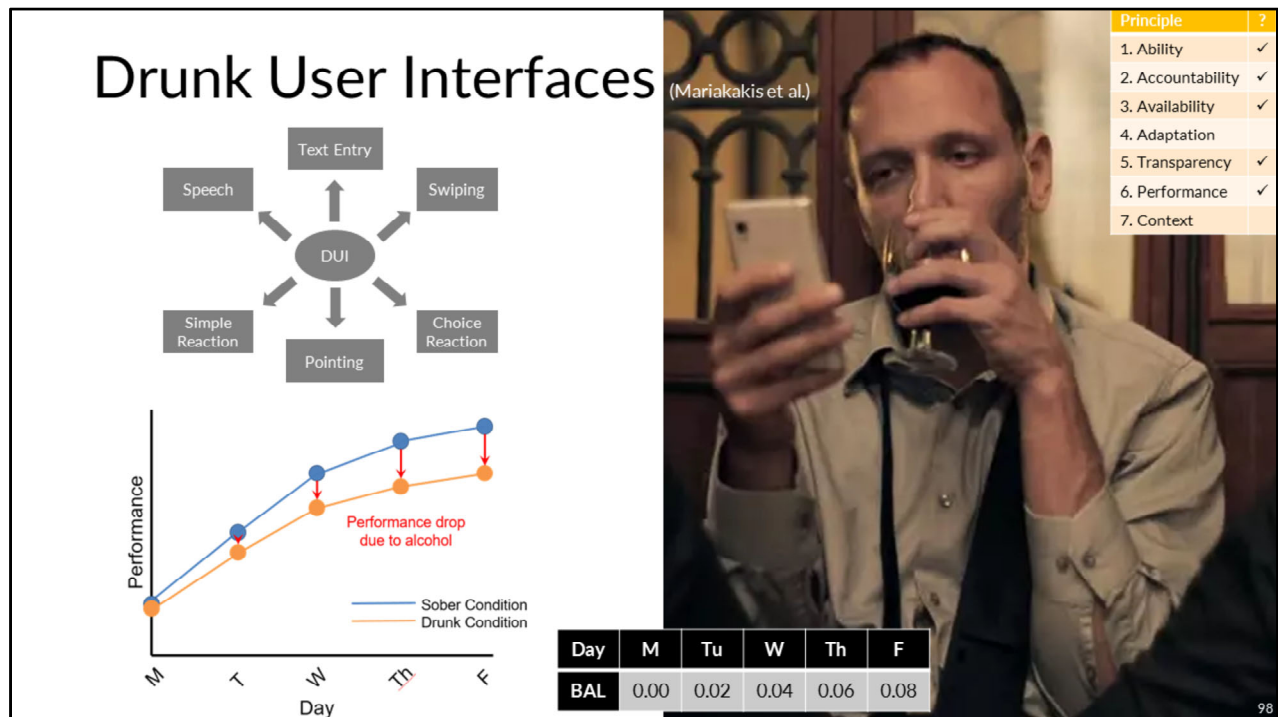 Drunk User Interfaces
(Mariakakis et al.)
Principle ?
1. Ability ✓
2. Accountability ✓
3. Availability ✓
4. Adaptation
5. Transparency ✓
6. Performance ✓
7. Context
Text Entry
Speech
Swiping
DUI
Simple
Reaction
Choice
Reaction
Pointing
Performance
Performance drop
due to alcohol
Sober Condition
Drunk Condition
M T W Th F
Day
Day M Tu W Th F
BAL 0.00 0.02 0.04 0.06 0.08
98